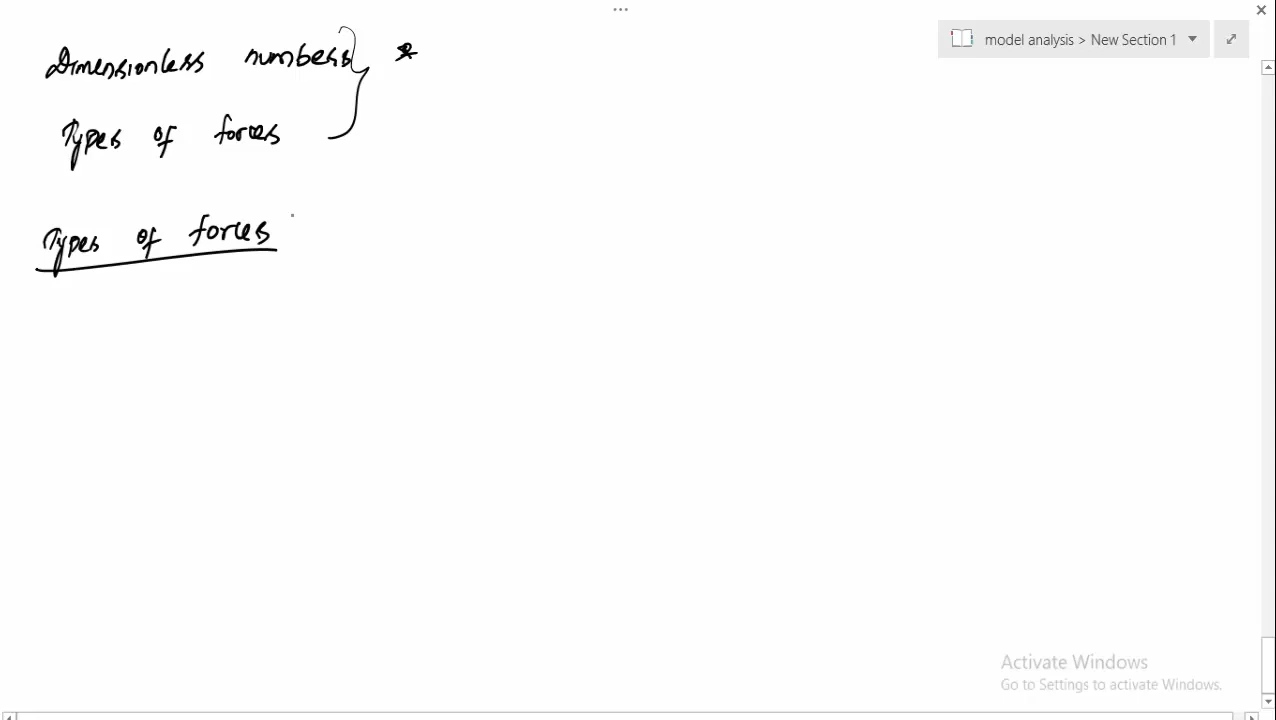 Dimensionless numbers *
model analysis > New Section 1
Types of forces
Types of forces
Activate Windows
Go to Settings to activate Windows.